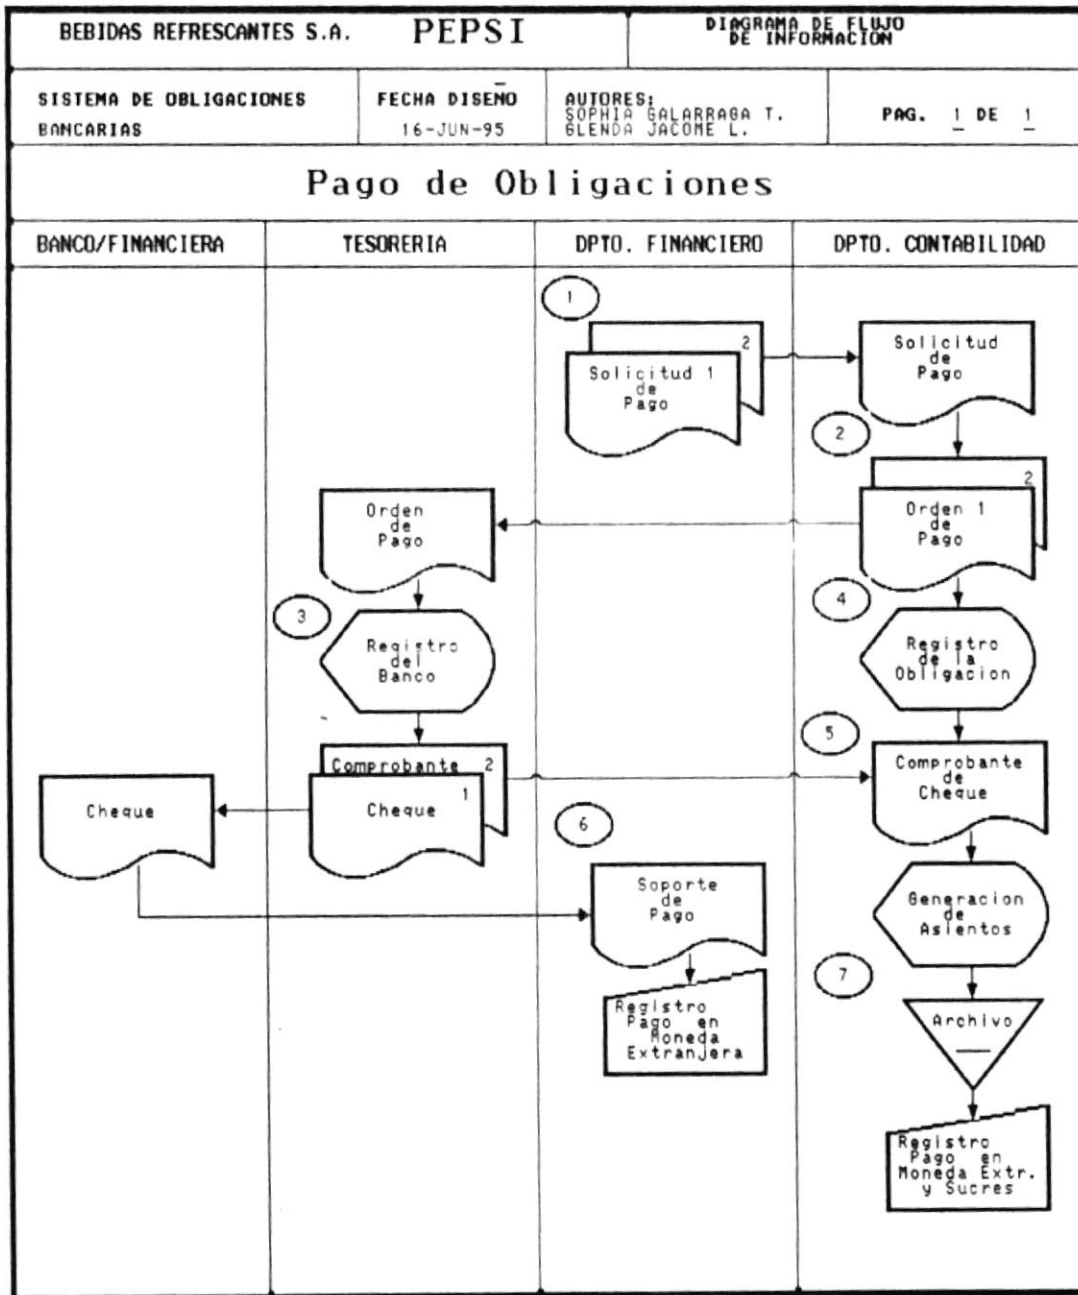 BEBIDAS REFRESCANTES S.A. PEPSI
DIAGRAMA DE FLUJO
DE INFORMACION
SISTEMA DE OBLIGACIONES
BANCARIAS
FECHA DISEÑO
16-JUN-95
AUTORES:
SOPHIA GALARRAGA T.
GLENDA JACOME L.
PAG. 1 DE 1
Pago de Obligaciones
BANCO/FINANCIERA
TESORERIA
DPTO. FINANCIERO
DPTO. CONTABILIDAD
1
2
Solicitud 1
de
Pago
Solicitud
de
Pago
2
2
Orden 1
de
Pago
Orden
de
Pago
3
Registro
del
Banco
4
Registro
de la
Obligacion
5
Comprobante 2
Cheque 1
Cheque
Comprobante
de
Cheque
6
Soporte
de
Pago
Generacion
de
Asientos
7
Registro
Pago en
Moneda
Extranjera
Archivo
Registro
Pago en
Moneda Extr.
y Sucres